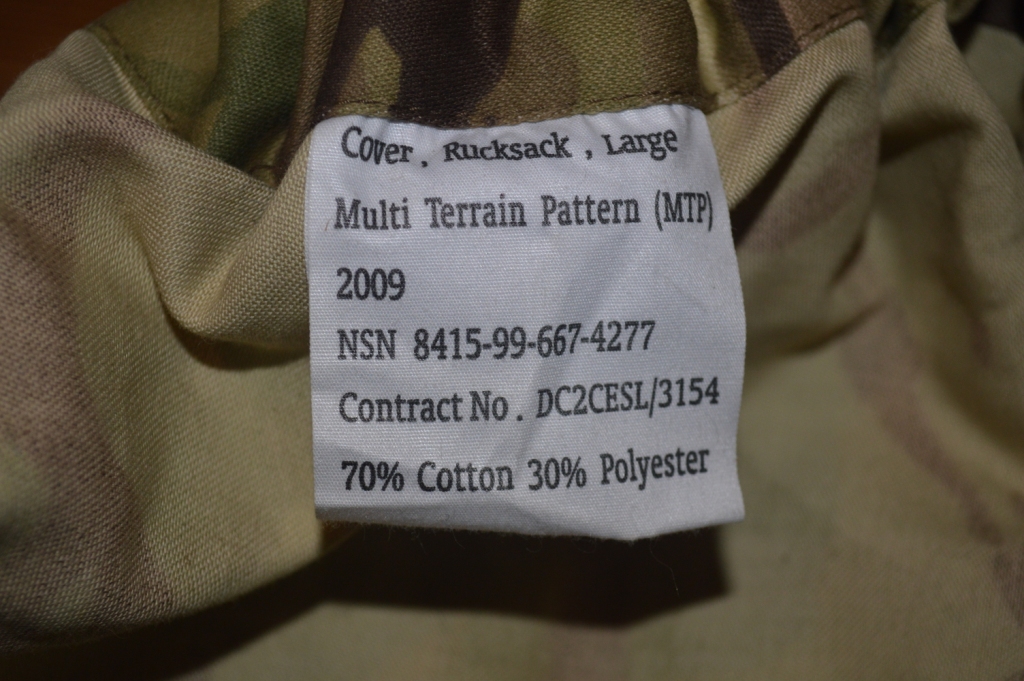 Cover , Rucksack , Large
Multi Terrain Pattern (MTP)
2009
NSN 8415-99-667-4277
Contract No . DC2CESL/3154
70% Cotton 30% Polyester